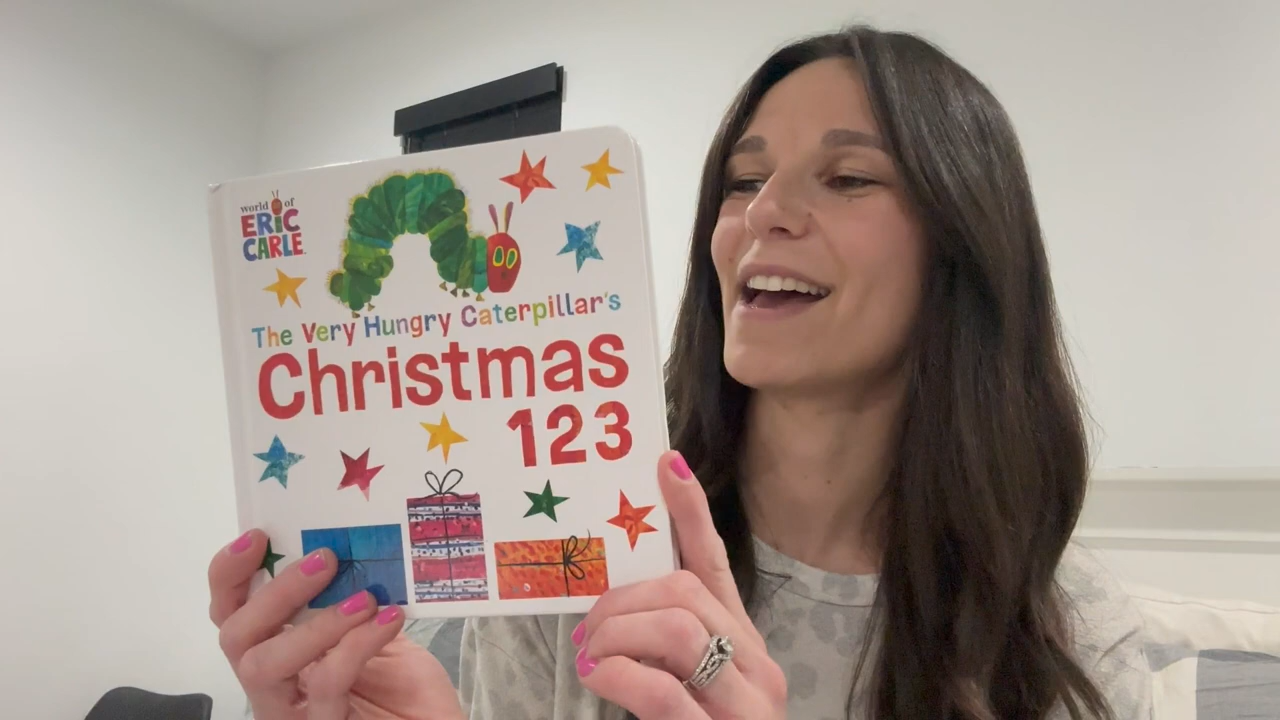 world of
ERIC
CARLE
The Very Hungry Caterpillar's
Christmas
123